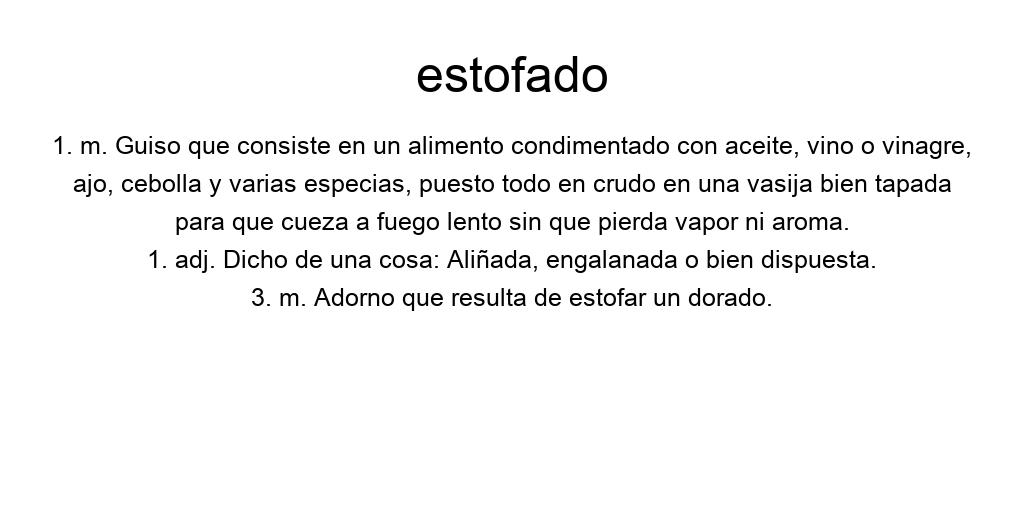 estofado
1. m. Guiso que consiste en un alimento condimentado con aceite, vino o vinagre,
ajo, cebolla y varias especias, puesto todo en crudo en una vasija bien tapada
para que cueza a fuego lento sin que pierda vapor ni aroma.
1. adj. Dicho de una cosa: Aliñada, engalanada o bien dispuesta.
3. m. Adorno que resulta de estofar un dorado.